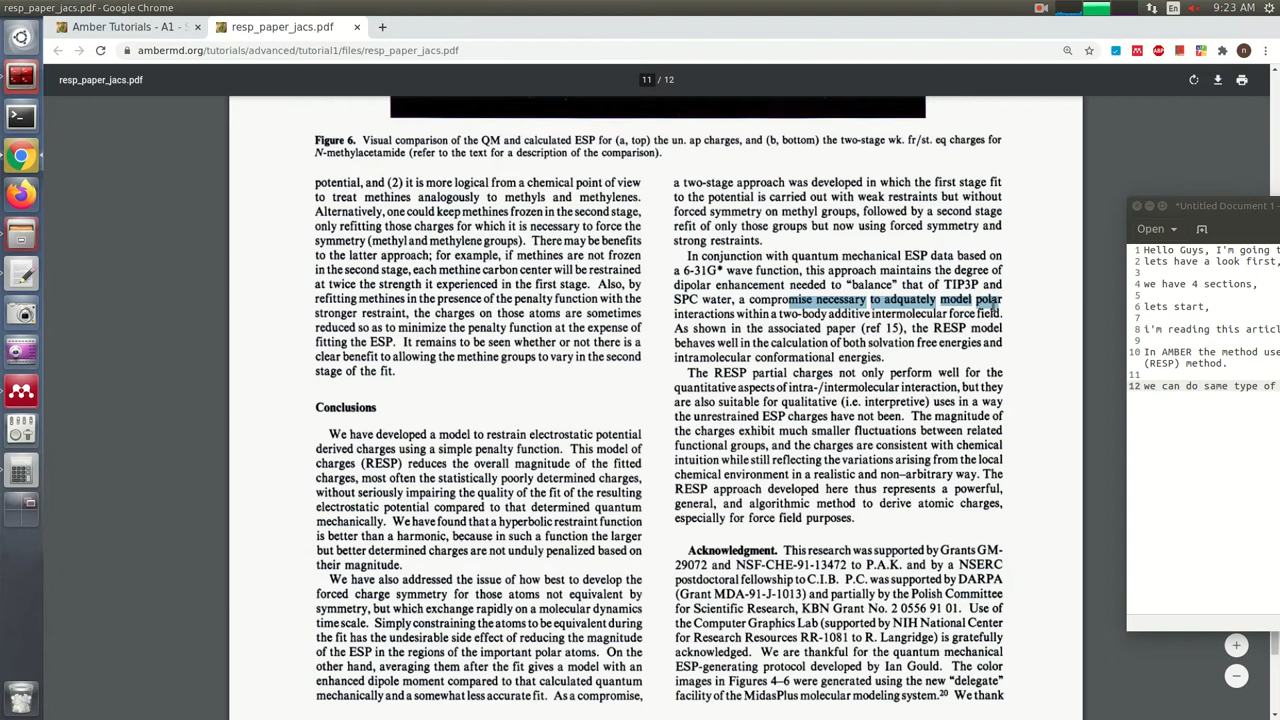 resp_paper_jacs.pdf - Google Chrome
En
9:23 AM
Amber Tutorials - A1 -
resp_paper_jacs.pdf
ambermd.org/tutorials/advanced/tutorial1/files/resp_paper_jacs.pdf
ABP
n
resp_paper_jacs.pdf
11 / 12
Figure 6. Visual comparison of the QM and calculated ESP for (a, top) the un. ap charges, and (b, bottom) the two-stage wk. fr/st. eq charges for
N-methylacetamide (refer to the text for a description of the comparison).
potential, and (2) it is more logical from a chemical point of view
to treat methines analogously to methyls and methylenes.
Alternatively, one could keep methines frozen in the second stage,
only refitting those charges for which it is necessary to force the
symmetry (methyl and methylene groups). There may be benefits
to the latter approach; for example, if methines are not frozen
in the second stage, each methine carbon center will be restrained
at twice the strength it experienced in the first stage. Also, by
refitting methines in the presence of the penalty function with the
stronger restraint, the charges on those atoms are sometimes
reduced so as to minimize the penalty function at the expense of
fitting the ESP. It remains to be seen whether or not there is a
clear benefit to allowing the methine groups to vary in the second
stage of the fit.
Conclusions
We have developed a model to restrain electrostatic potential
derived charges using a simple penalty function. This model of
charges (RESP) reduces the overall magnitude of the fitted
charges, most often the statistically poorly determined charges,
without seriously impairing the quality of the fit of the resulting
electrostatic potential compared to that determined quantum
mechanically. We have found that a hyperbolic restraint function
is better than a harmonic, because in such a function the larger
but better determined charges are not unduly penalized based on
their magnitude.
We have also addressed the issue of how best to develop the
forced charge symmetry for those atoms not equivalent by
symmetry, but which exchange rapidly on a molecular dynamics
time scale. Simply constraining the atoms to be equivalent during
the fit has the undesirable side effect of reducing the magnitude
of the ESP in the regions of the important polar atoms. On the
other hand, averaging them after the fit gives a model with an
enhanced dipole moment compared to that calculated quantum
mechanically and a somewhat less accurate fit. As a compromise,
a two-stage approach was developed in which the first stage fit
to the potential is carried out with weak restraints but without
forced symmetry on methyl groups, followed by a second stage
refit of only those groups but now using forced symmetry and
strong restraints.
In conjunction with quantum mechanical ESP data based on
a 6-31G* wave function, this approach maintains the degree of
dipolar enhancement needed to “balance” that of TIP3P and
SPC water, a compromise necessary to adquately model polar
interactions within a two-body additive intermolecular force field.
As shown in the associated paper (ref 15), the RESP model
behaves well in the calculation of both solvation free energies and
intramolecular conformational energies.
The RESP partial charges not only perform well for the
quantitative aspects of intra-/intermolecular interaction, but they
are also suitable for qualitative (i.e. interpretive) uses in a way
the unrestrained ESP charges have not been. The magnitude of
the charges exhibit much smaller fluctuations between related
functional groups, and the charges are consistent with chemical
intuition while still reflecting the variations arising from the local
chemical environment in a realistic and non-arbitrary way. The
RESP approach developed here thus represents a powerful,
general, and algorithmic method to derive atomic charges,
especially for force field purposes.
Acknowledgment. This research was supported by Grants GM-
29072 and NSF-CHE-91-13472 to P.A.K. and by a NSERC
postdoctoral fellowship to C.I.B. P.C. was supported by DARPA
(Grant MDA-91-J-1013) and partially by the Polish Committee
for Scientific Research, KBN Grant No. 2 0556 91 01. Use of
the Computer Graphics Lab (supported by NIH National Center
for Research Resources RR-1081 to R. Langridge) is gratefully
acknowledged. We are thankful for the quantum mechanical
ESP-generating protocol developed by Ian Gould. The color
images in Figures 4–6 were generated using the new “delegate”
facility of the MidasPlus molecular modeling system.20 We thank
*Untitled Document 1 -
Open
1 Hello Guys, I'm going t
2 lets have a look first,
3
4 we have 4 sections,
5
6 lets start,
7
8 i'm reading this articl
9
10 In AMBER the method use
(RESP) method.
11
12 we can do same type of